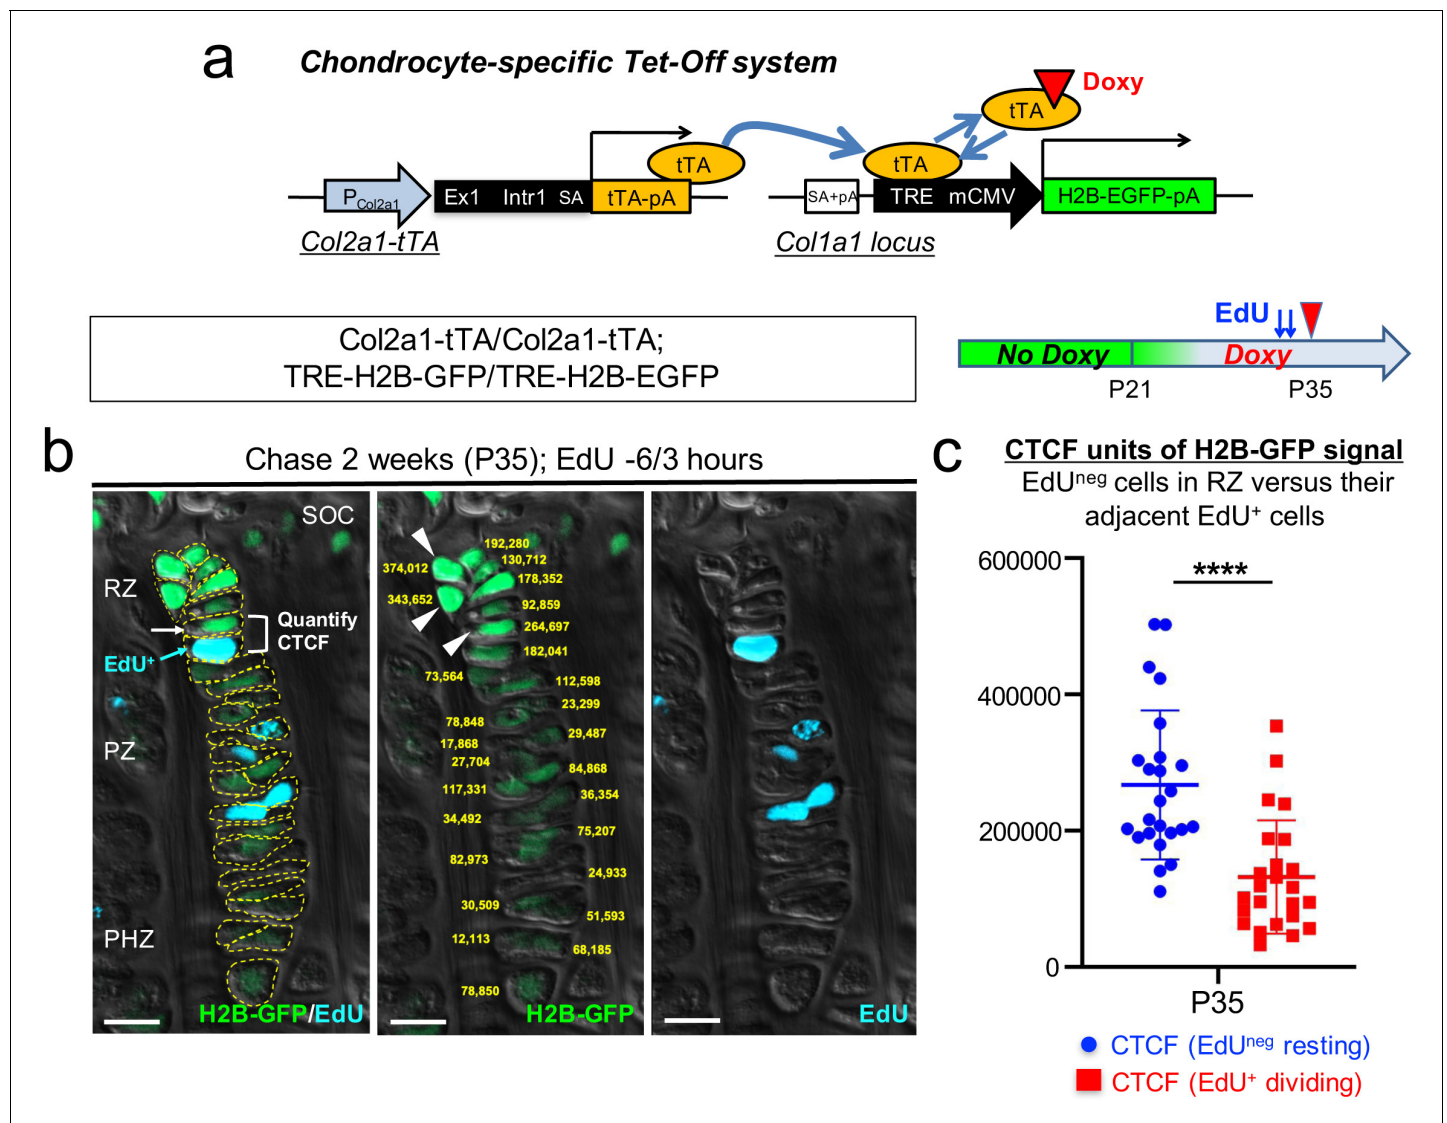 a
Chondrocyte-specific Tet-Off system
Doxy
tTA
tTA
tTA
PCol2a1
Ex1 Intr1 SA
tTA-pA
SA+pA
TRE mCMV
H2B-EGFP-pA
Col2a1-tTA
Col1a1 locus
Col2a1-tTA/Col2a1-tTA;
TRE-H2B-GFP/TRE-H2B-EGFP
EdU
No Doxy
Doxy
P21
P35
b
Chase 2 weeks (P35); EdU -6/3 hours
SOC
RZ
Quantify
CTCF
EdU+
PZ
PHZ
H2B-GFP/EdU
192,280
130,712
374,012
178,352
343,652
92,859
264,697
182,041
73,564
112,598
23,299
78,848
29,487
17,868
27,704
84,868
117,331
36,354
34,492
75,207
82,973
24,933
30,509
51,593
12,113
68,185
78,850
H2B-GFP
EdU
c
CTCF units of H2B-GFP signal
EdUneg cells in RZ versus their
adjacent EdU+ cells
600000
****
400000
200000
0
P35
CTCF (EdUneg resting)
CTCF (EdU+ dividing)